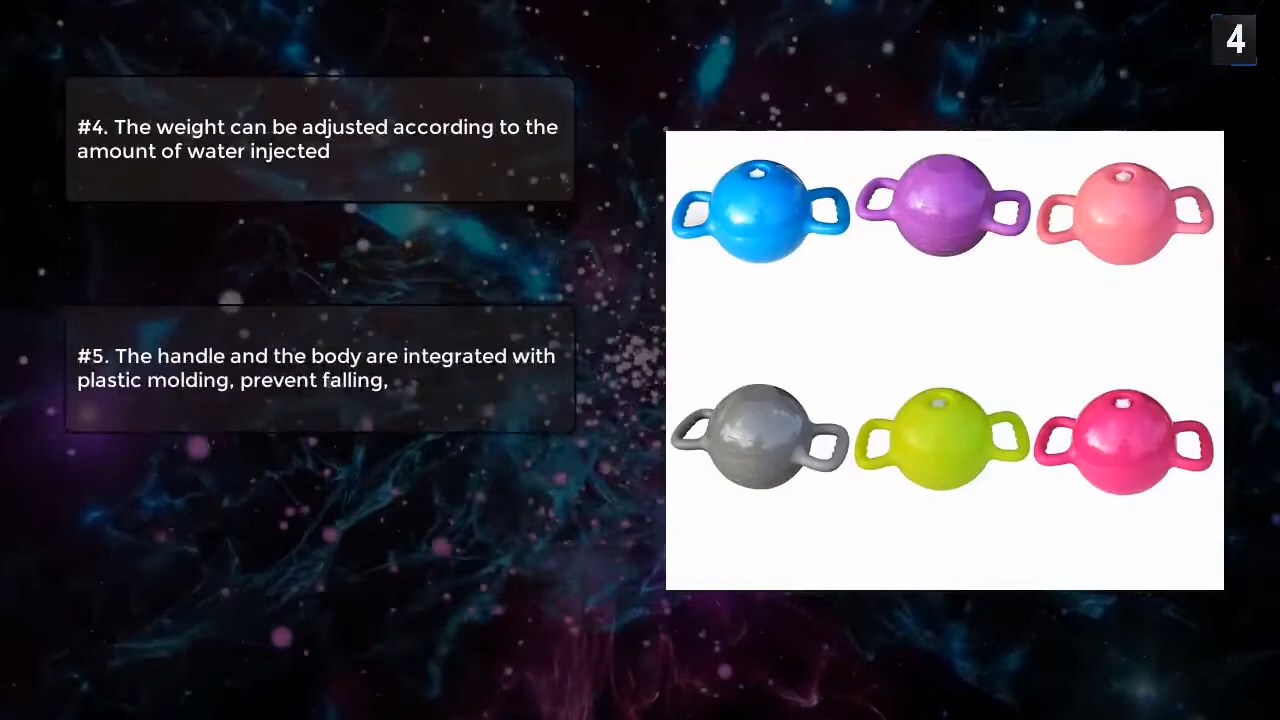 4
#4. The weight can be adjusted according to the
amount of water injected
#5. The handle and the body are integrated with
plastic molding, prevent falling,